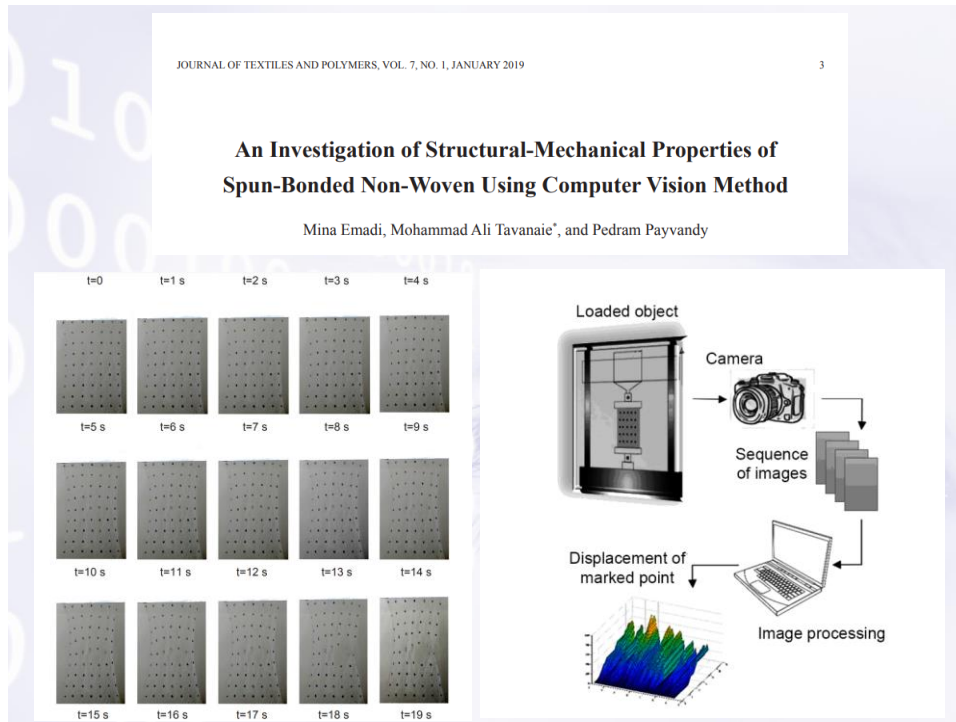 JOURNAL OF TEXTILES AND POLYMERS, VOL. 7, NO. 1, JANUARY 2019 3
An Investigation of Structural-Mechanical Properties of
Spun-Bonded Non-Woven Using Computer Vision Method
Mina Emadi, Mohammad Ali Tavanaie*, and Pedram Payvandy
t=0 t=1 s t=2 s t=3 s t=4 s
t=5 s t=6 s t=7 s t=8 s t=9 s
t=10 s t=11 s t=12 s t=13 s t=14 s
t=15 s t=16 s t=17 s t=18 s t=19 s
Loaded object
Camera
Sequence
of images
Displacement of
marked point
Image processing